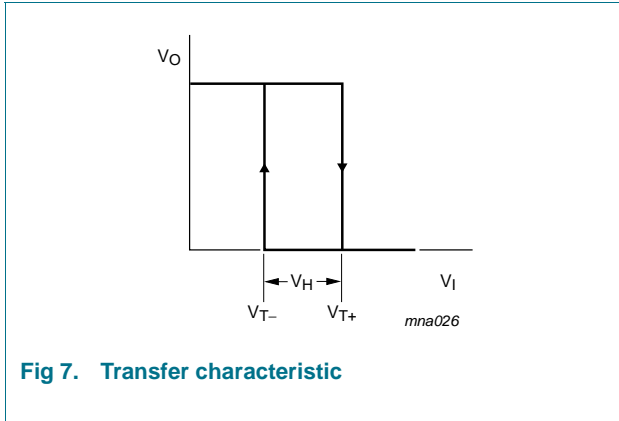 VO
VH
VI
VT−
VT+
mna026
Fig 7. Transfer characteristic